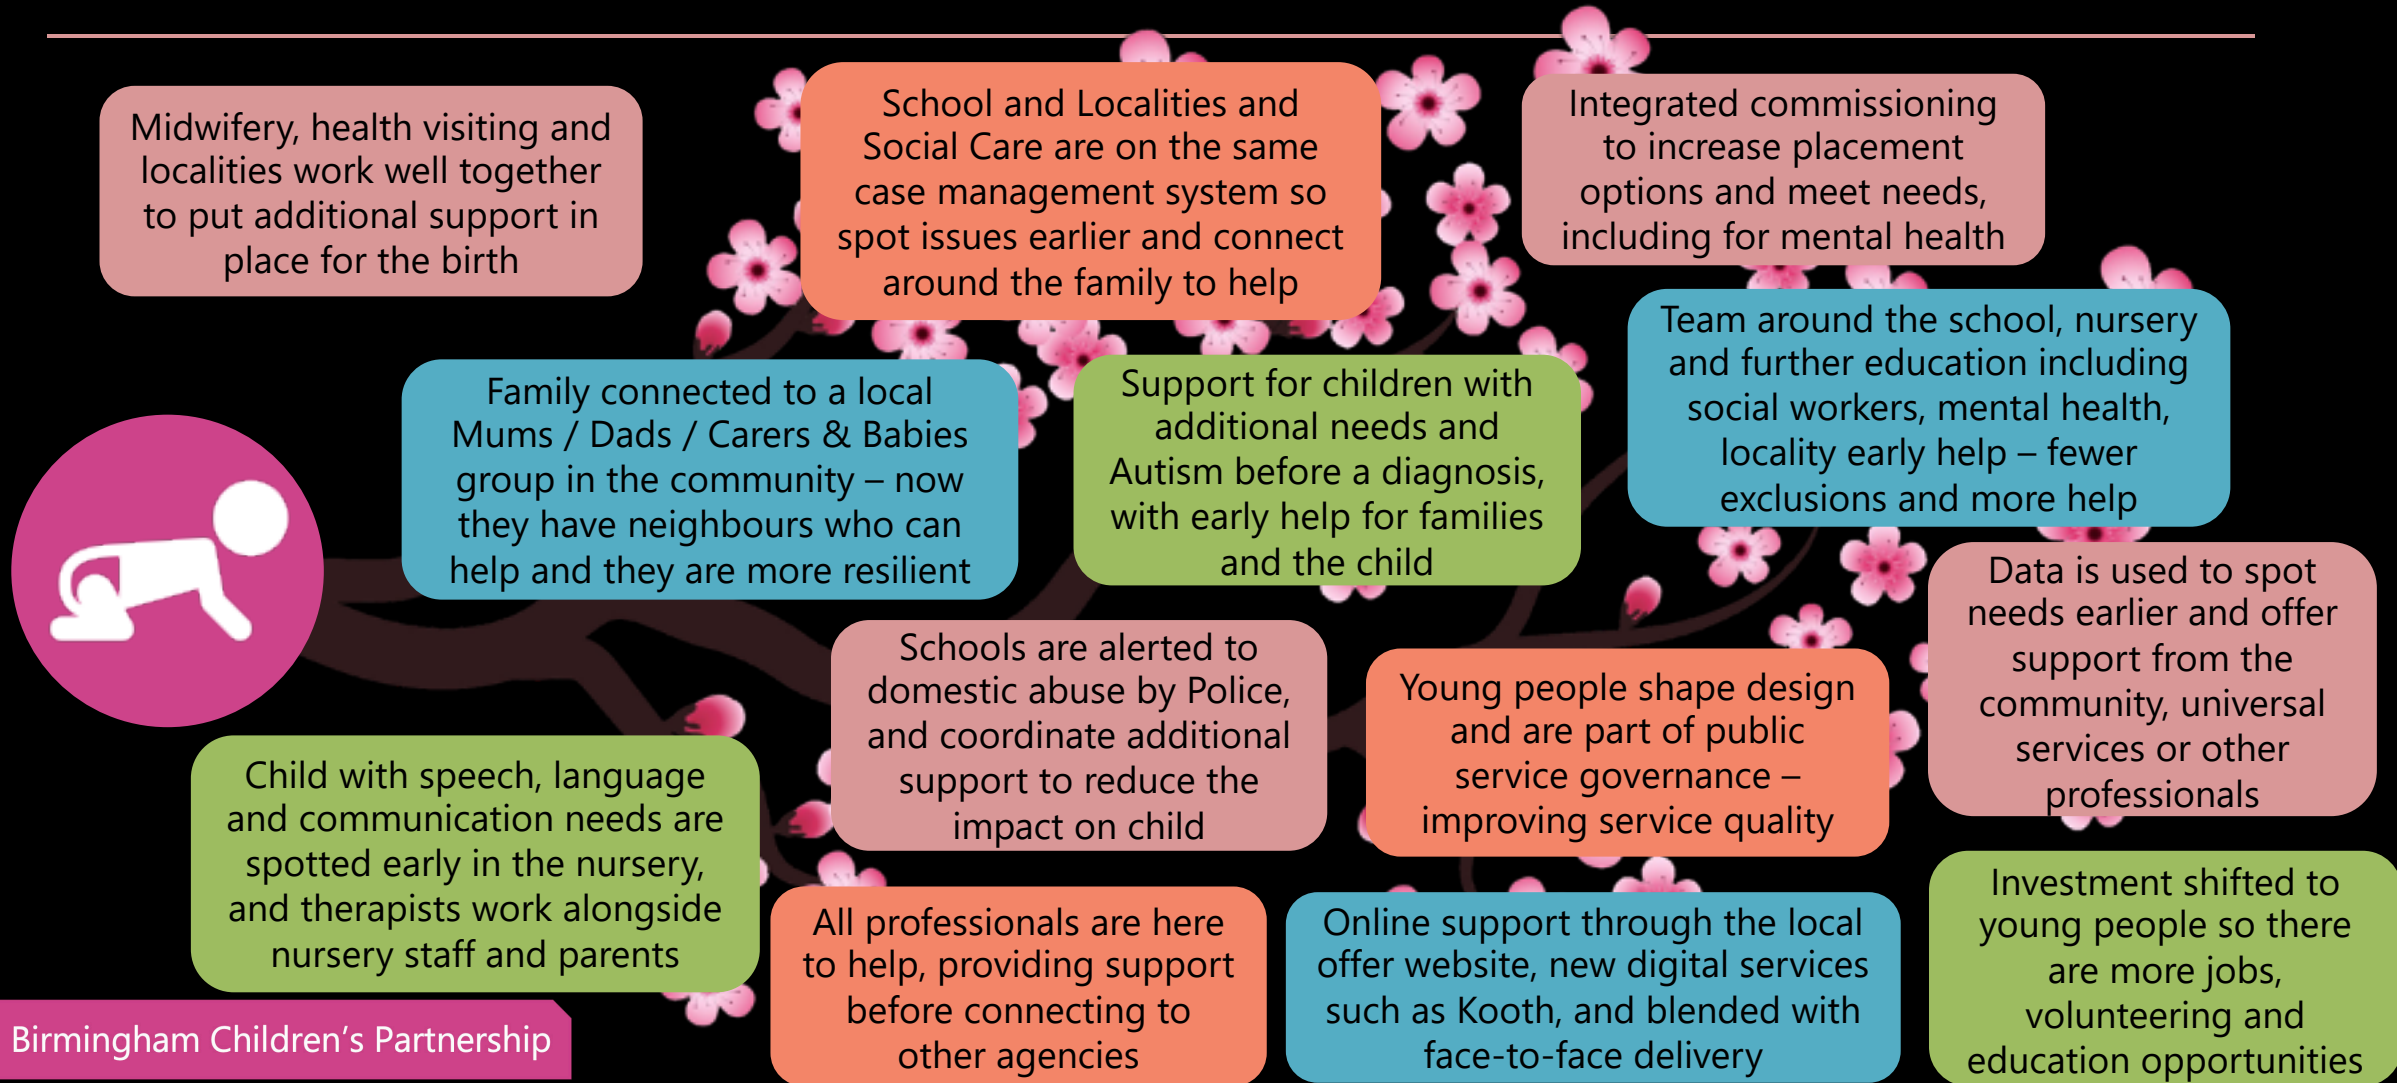 Midwifery, health visiting and
localities work well together
to put additional support in
place for the birth
School and Localities and
Social Care are on the same
case management system so
spot issues earlier and connect
around the family to help
Integrated commissioning
to increase placement
options and meet needs,
including for mental health
Family connected to a local
Mums / Dads / Carers & Babies
group in the community – now
they have neighbours who can
help and they are more resilient
Support for children with
additional needs and
Autism before a diagnosis,
with early help for families
and the child
Team around the school, nursery
and further education including
social workers, mental health,
locality early help – fewer
exclusions and more help
Schools are alerted to
domestic abuse by Police,
and coordinate additional
support to reduce the
impact on child
Young people shape design
and are part of public
service governance –
improving service quality
Data is used to spot
needs earlier and offer
support from the
community, universal
services or other
professionals
Child with speech, language
and communication needs are
spotted early in the nursery,
and therapists work alongside
nursery staff and parents
All professionals are here
to help, providing support
before connecting to
other agencies
Online support through the local
offer website, new digital services
such as Kooth, and blended with
face-to-face delivery
Investment shifted to
young people so there
are more jobs,
volunteering and
education opportunities
Birmingham Children's Partnership